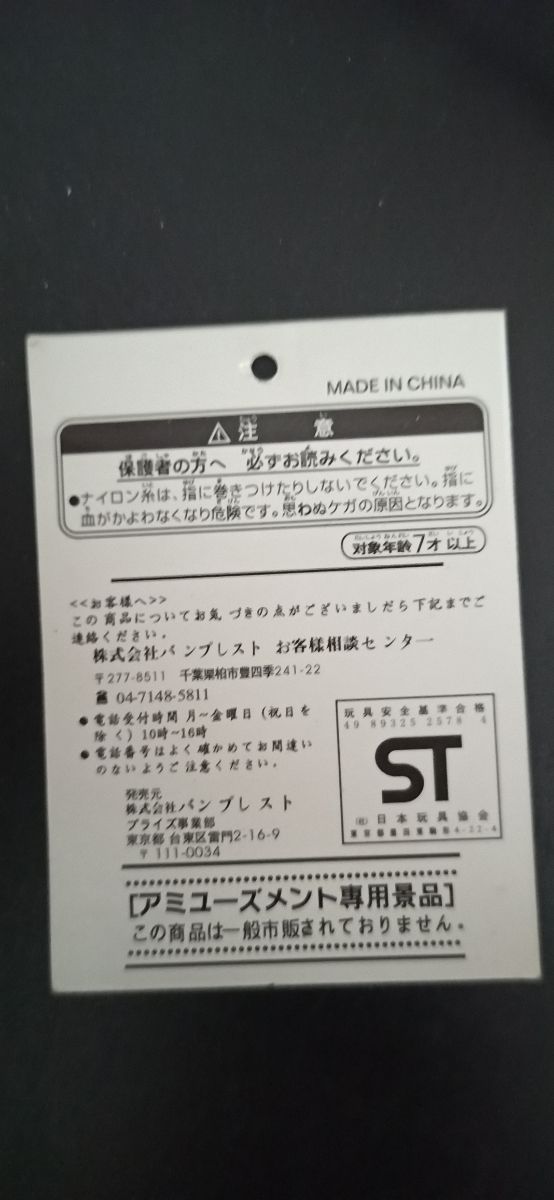 MADE IN CHINA
⚠注 意
保護者の方へ 必ずお読みください。
●ナイロン糸は、指に巻きつけたりしないでください。指に
血がかよわなくなり危険です。思わぬケガの原因となります。
対象年齢7才以上
<<お客様へ>>
この商品についてお気 づきの点がございましだら下記までご
連絡ください。
株式会社バンプレスト お客様相談センター
〒277-8511 千葉県柏市豊四季241-22
☎ 04-7148-5811
●電話受付時間 月~金曜日(祝日を
除く)10時~16時
●電話番号はよく確かめてお間違い
のないようご注意ください。
発売元
株式会社バンプレスト
プライズ事業部
東京都 台東区雷門2-16-9
〒111-0034
玩具安全基準合格
49 89325 2578 4
ST
日本玩具協会
4-22-4
[アミューズメント専用景品]
この商品は一般市販されておりません。